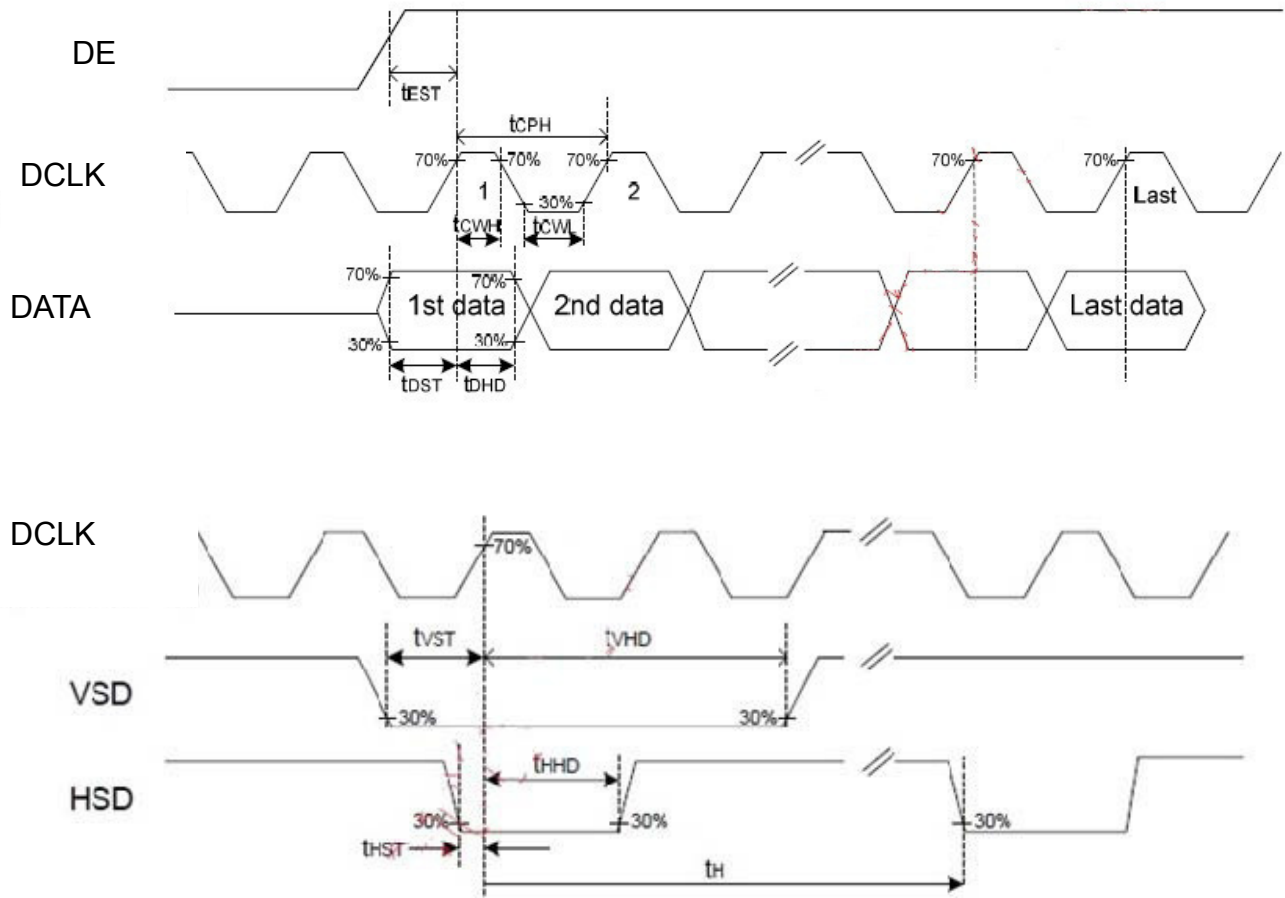 DE
tEST
tCPH
DCLK
70% 70% 70% 70% 70%
1 2 Last
30%
tCWH tCWL
70% 70%
DATA 1st data 2nd data Last data
30% 30%
tDST tDHD
DCLK
70%
tVST tVHD
VSD
30% 30%
tHHD
HSD
30% 30% 30%
tHST
tH